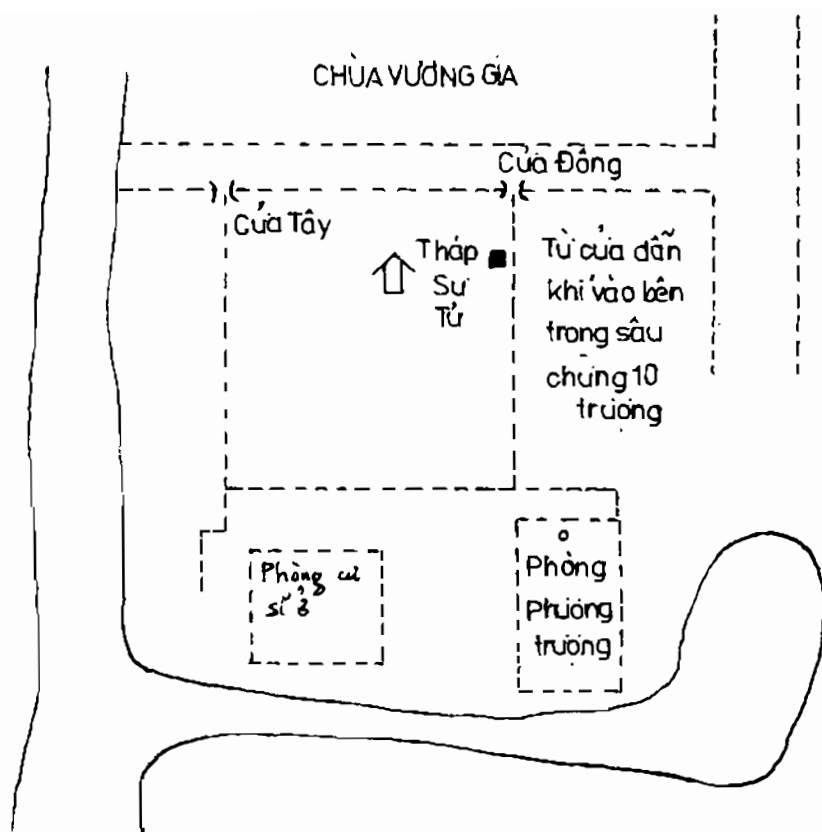 CHÙA VƯƠNG GIA
Cửa Đông
Cửa Tây
Tháp
Sư
Tử
Từ cửa dẫn
khí vào bên
trong sâu
chừng 10
trượng
Phòng cư
sĩ ở
Phòng
Phương
trượng